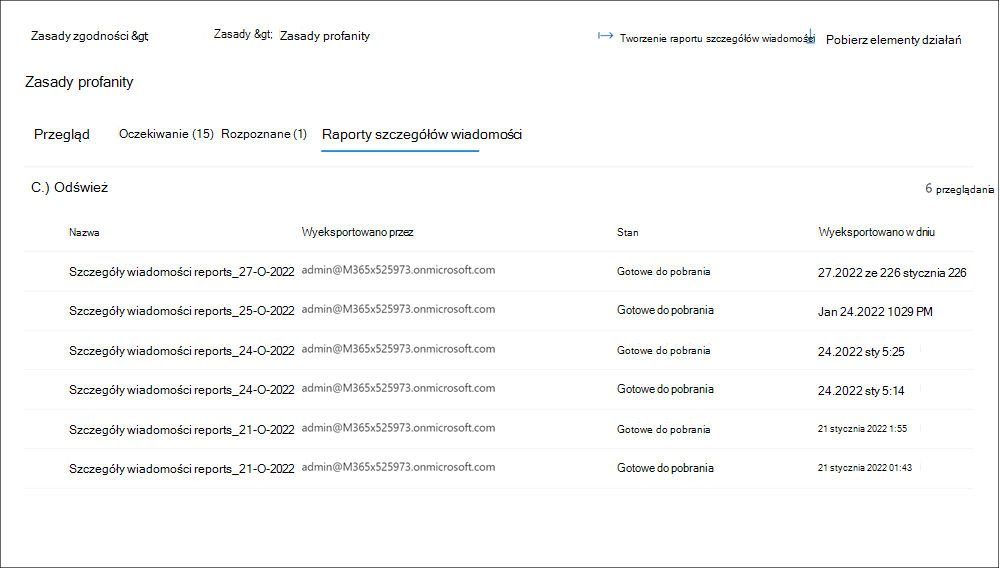 Zasady zgodności &gt; Zasady &gt; Zasady profanity Tworzenie raportu szczegółów wiadomości Pobierz elementy działań
Zasady profanity
Przegląd Oczekiwanie (15) Rozpoznane (1) Raporty szczegółów wiadomości
C.) Odśwież 6 przeglądania
Nazwa Wyeksportowano przez Stan Wyeksportowano w dniu
Szczegóły wiadomości reports_27-O-2022 admin@M365x525973.onmicrosoft.com Gotowe do pobrania 27.2022 ze 226 stycznia 226
Szczegóły wiadomości reports_25-O-2022 admin@M365x525973.onmicrosoft.com Gotowe do pobrania Jan 24.2022 1029 PM
Szczegóły wiadomości reports_24-O-2022 admin@M365x525973.onmicrosoft.com Gotowe do pobrania 24.2022 sty 5:25
Szczegóły wiadomości reports_24-O-2022 admin@M365x525973.onmicrosoft.com Gotowe do pobrania 24.2022 sty 5:14
Szczegóły wiadomości reports_21-O-2022 admin@M365x525973.onmicrosoft.com Gotowe do pobrania 21 stycznia 2022 1:55
Szczegóły wiadomości reports_21-O-2022 admin@M365x525973.onmicrosoft.com Gotowe do pobrania 21 stycznia 2022 01:43